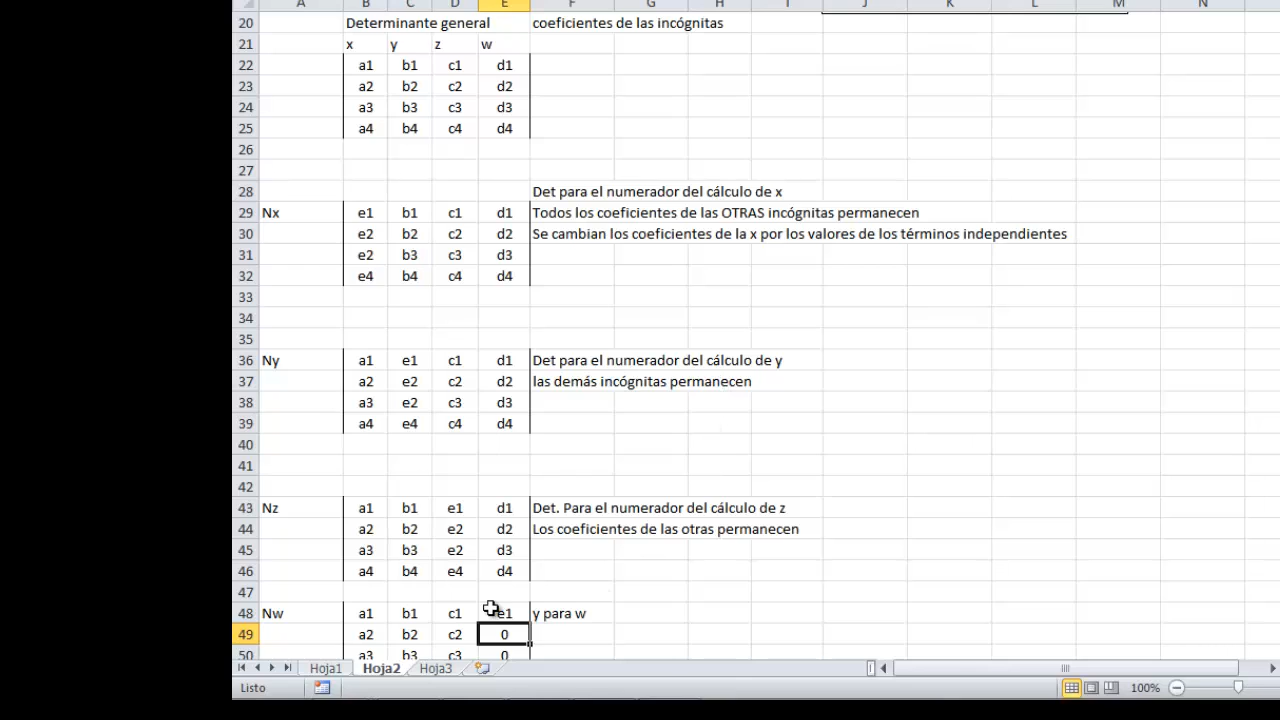 A B C D E F G H I J K L M N
20 Determinante general coeficientes de las incógnitas
21 x y z w
22 a1 b1 c1 d1
23 a2 b2 c2 d2
24 a3 b3 c3 d3
25 a4 b4 c4 d4
26
27
28 Det para el numerador del cálculo de x
29 Nx e1 b1 c1 d1 Todos los coeficientes de las OTRAS incógnitas permanecen
30 e2 b2 c2 d2 Se cambian los coeficientes de la x por los valores de los términos independientes
31 e2 b3 c3 d3
32 e4 b4 c4 d4
33
34
35
36 Ny a1 e1 c1 d1 Det para el numerador del cálculo de y
37 a2 e2 c2 d2 las demás incógnitas permanecen
38 a3 e2 c3 d3
39 a4 e4 c4 d4
40
41
42
43 Nz a1 b1 e1 d1 Det. Para el numerador del cálculo de z
44 a2 b2 e2 d2 Los coeficientes de las otras permanecen
45 a3 b3 e2 d3
46 a4 b4 e4 d4
47
48 Nw a1 b1 c1 e1 y para w
49 a2 b2 c2 0
50 a3 b3 c3 0
Hoja1 Hoja2 Hoja3
Listo 100%